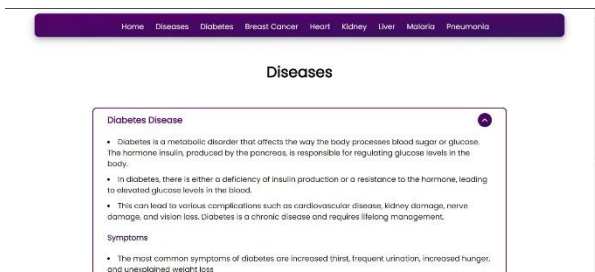 Home Diseases Diabetes Breast Cancer Heart Kidney Liver Malaria Pneumonia
Diseases
Diabetes Disease
• Diabetes is a metabolic disorder that affects the way the body processes blood sugar or glucose.
The hormone insulin, produced by the pancreas, is responsible for regulating glucose levels in the
body.
• In diabetes, there is either a deficiency of insulin production or a resistance to the hormone, leading
to elevated glucose levels in the blood.
• This can lead to various complications such as cardiovascular disease, kidney damage, nerve
damage, and vision loss. Diabetes is a chronic disease and requires lifelong management.
Symptoms
• The most common symptoms of diabetes are increased thirst, frequent urination, increased hunger,
and unexplained weight loss